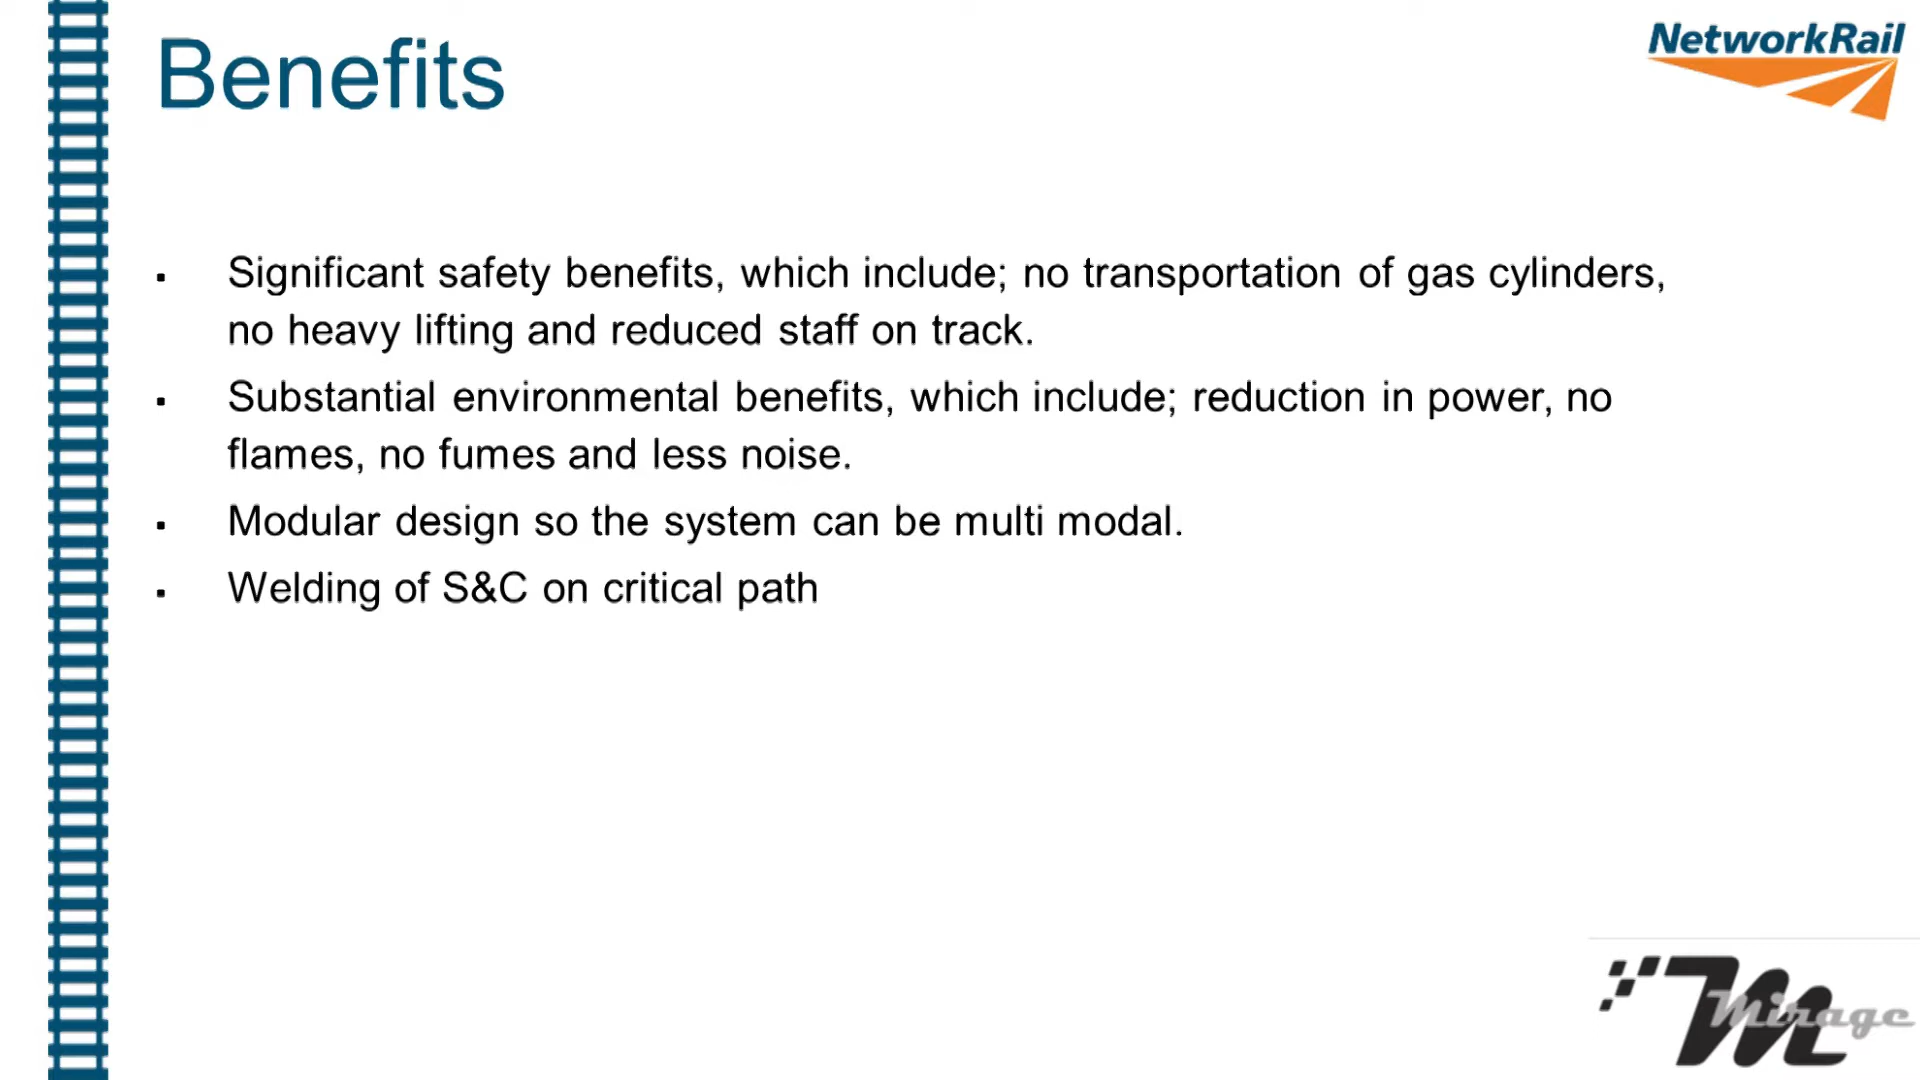 Benefits
NetworkRail
▪ Significant safety benefits, which include; no transportation of gas cylinders,
no heavy lifting and reduced staff on track.
▪ Substantial environmental benefits, which include; reduction in power, no
flames, no fumes and less noise.
▪ Modular design so the system can be multi modal.
▪ Welding of S&C on critical path
Mirage